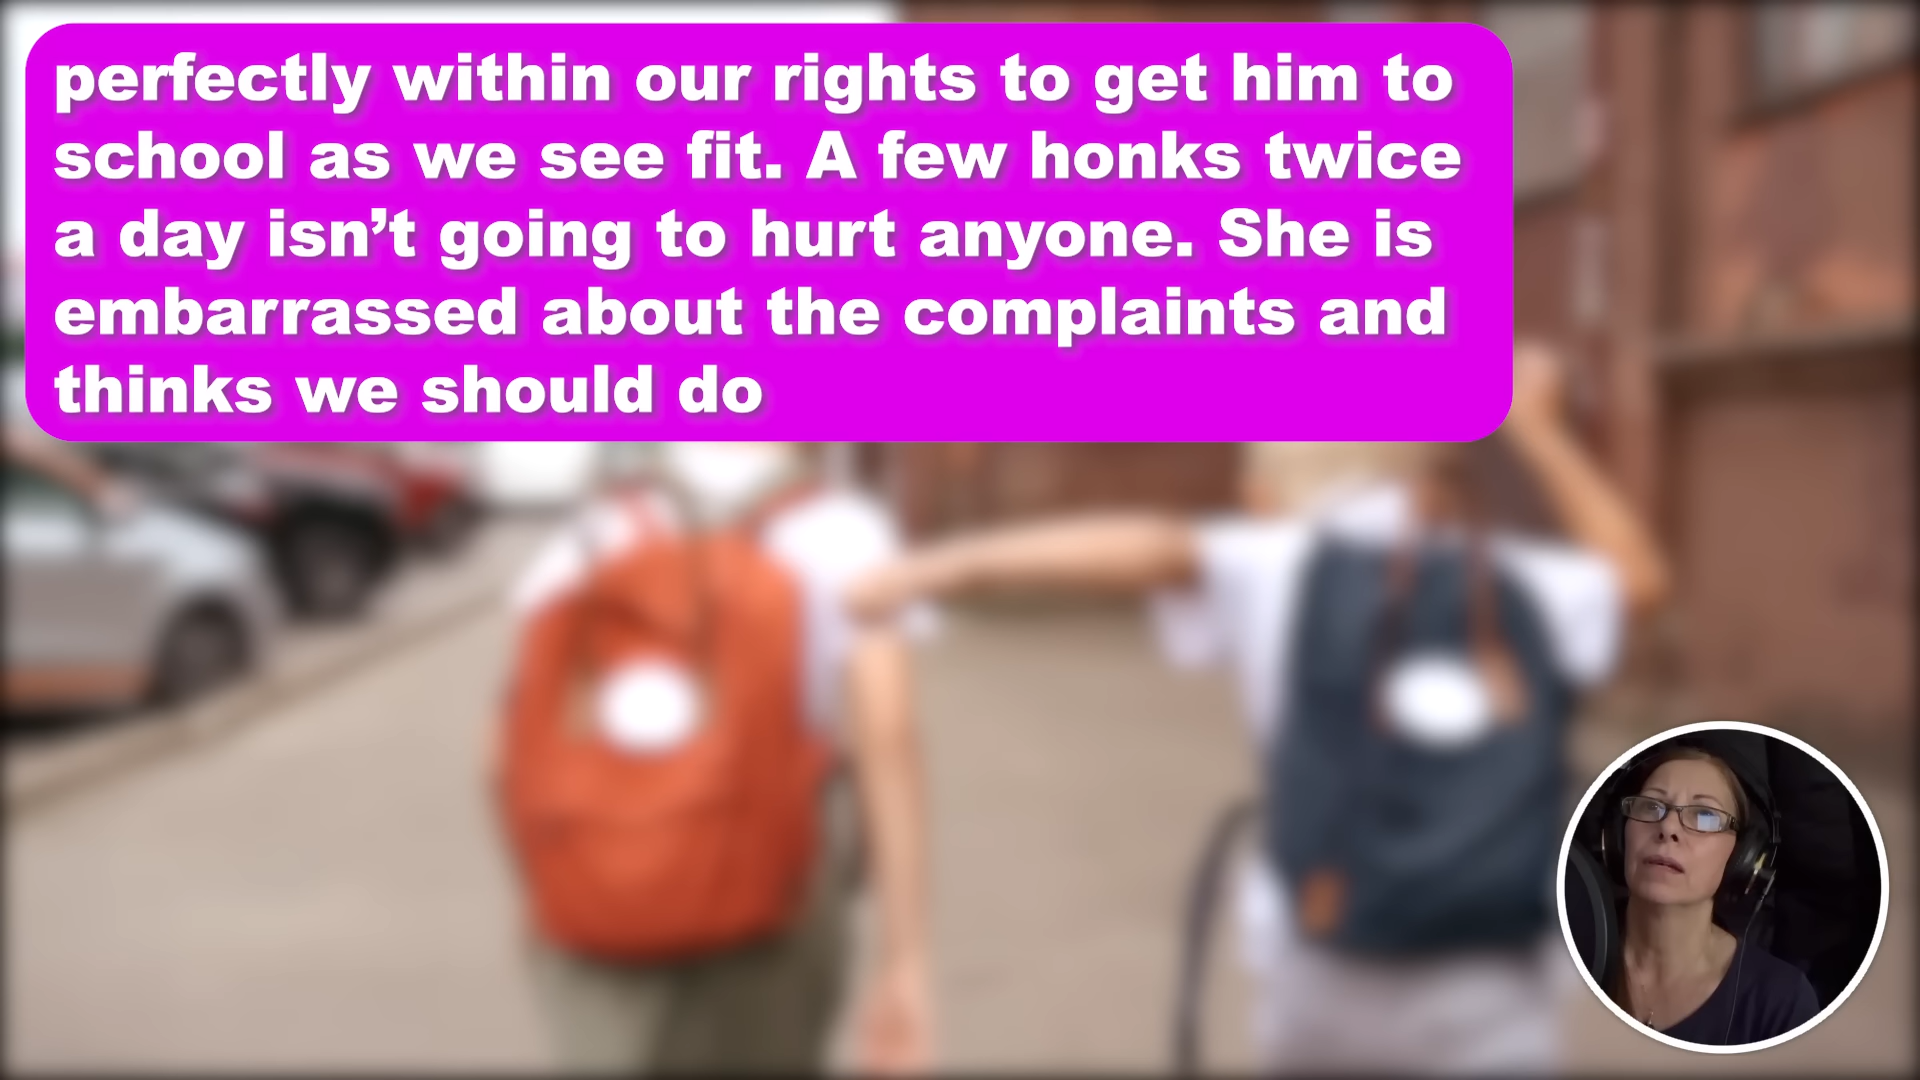 perfectly within our rights to get him to
school as we see fit. A few honks twice
a day isn’t going to hurt anyone. She is
embarrassed about the complaints and
thinks we should do